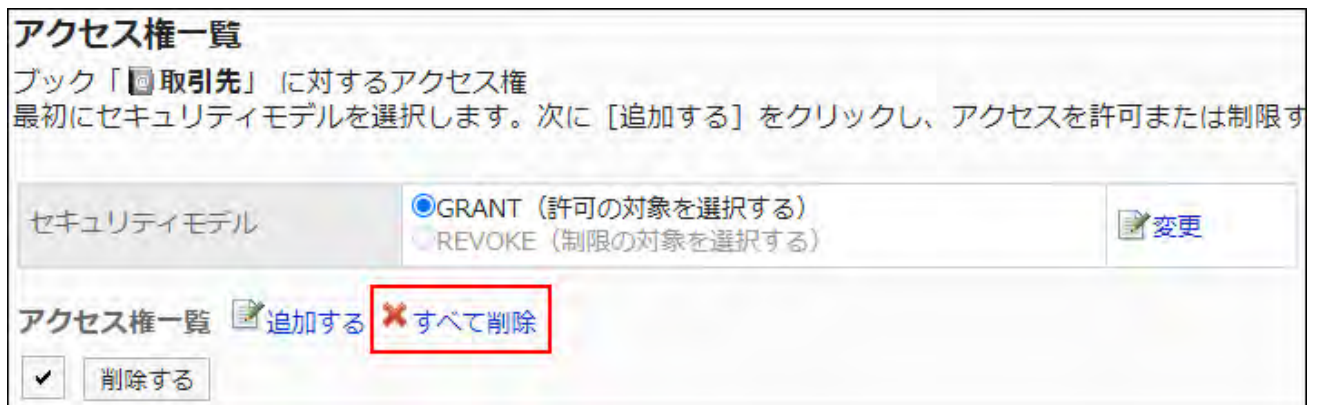 アクセス権一覧
ブック「取引先」 に対するアクセス権
最初にセキュリティモデルを選択します。次に［追加する］をクリックし、アクセスを許可または制限す
セキュリティモデル
GRANT（許可の対象を選択する）
REVOKE（制限の対象を選択する）
変更
アクセス権一覧 追加する すべて削除
削除する